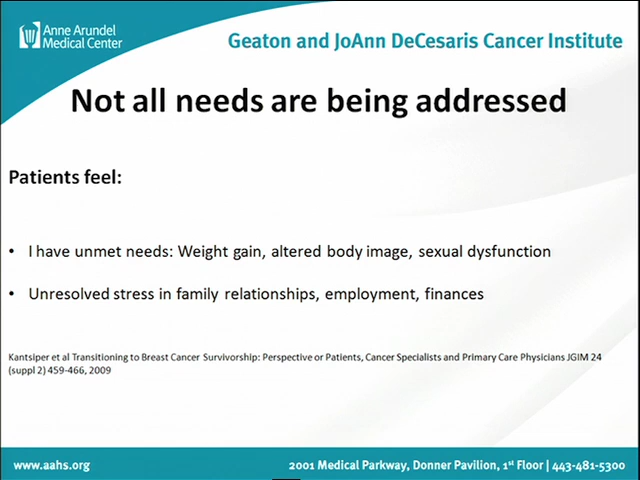 Anne Arundel
Medical Center
Geaton and JoAnn DeCesaris Cancer Institute
Not all needs are being addressed
Patients feel:
• I have unmet needs: Weight gain, altered body image, sexual dysfunction
• Unresolved stress in family relationships, employment, finances
Kantsiper et al Transitioning to Breast Cancer Survivorship: Perspective or Patients, Cancer Specialists and Primary Care Physicians JGIM 24
(suppl 2) 459-466, 2009
www.aahs.org
2001 Medical Parkway, Donner Pavilion, 1st Floor | 443-481-5300